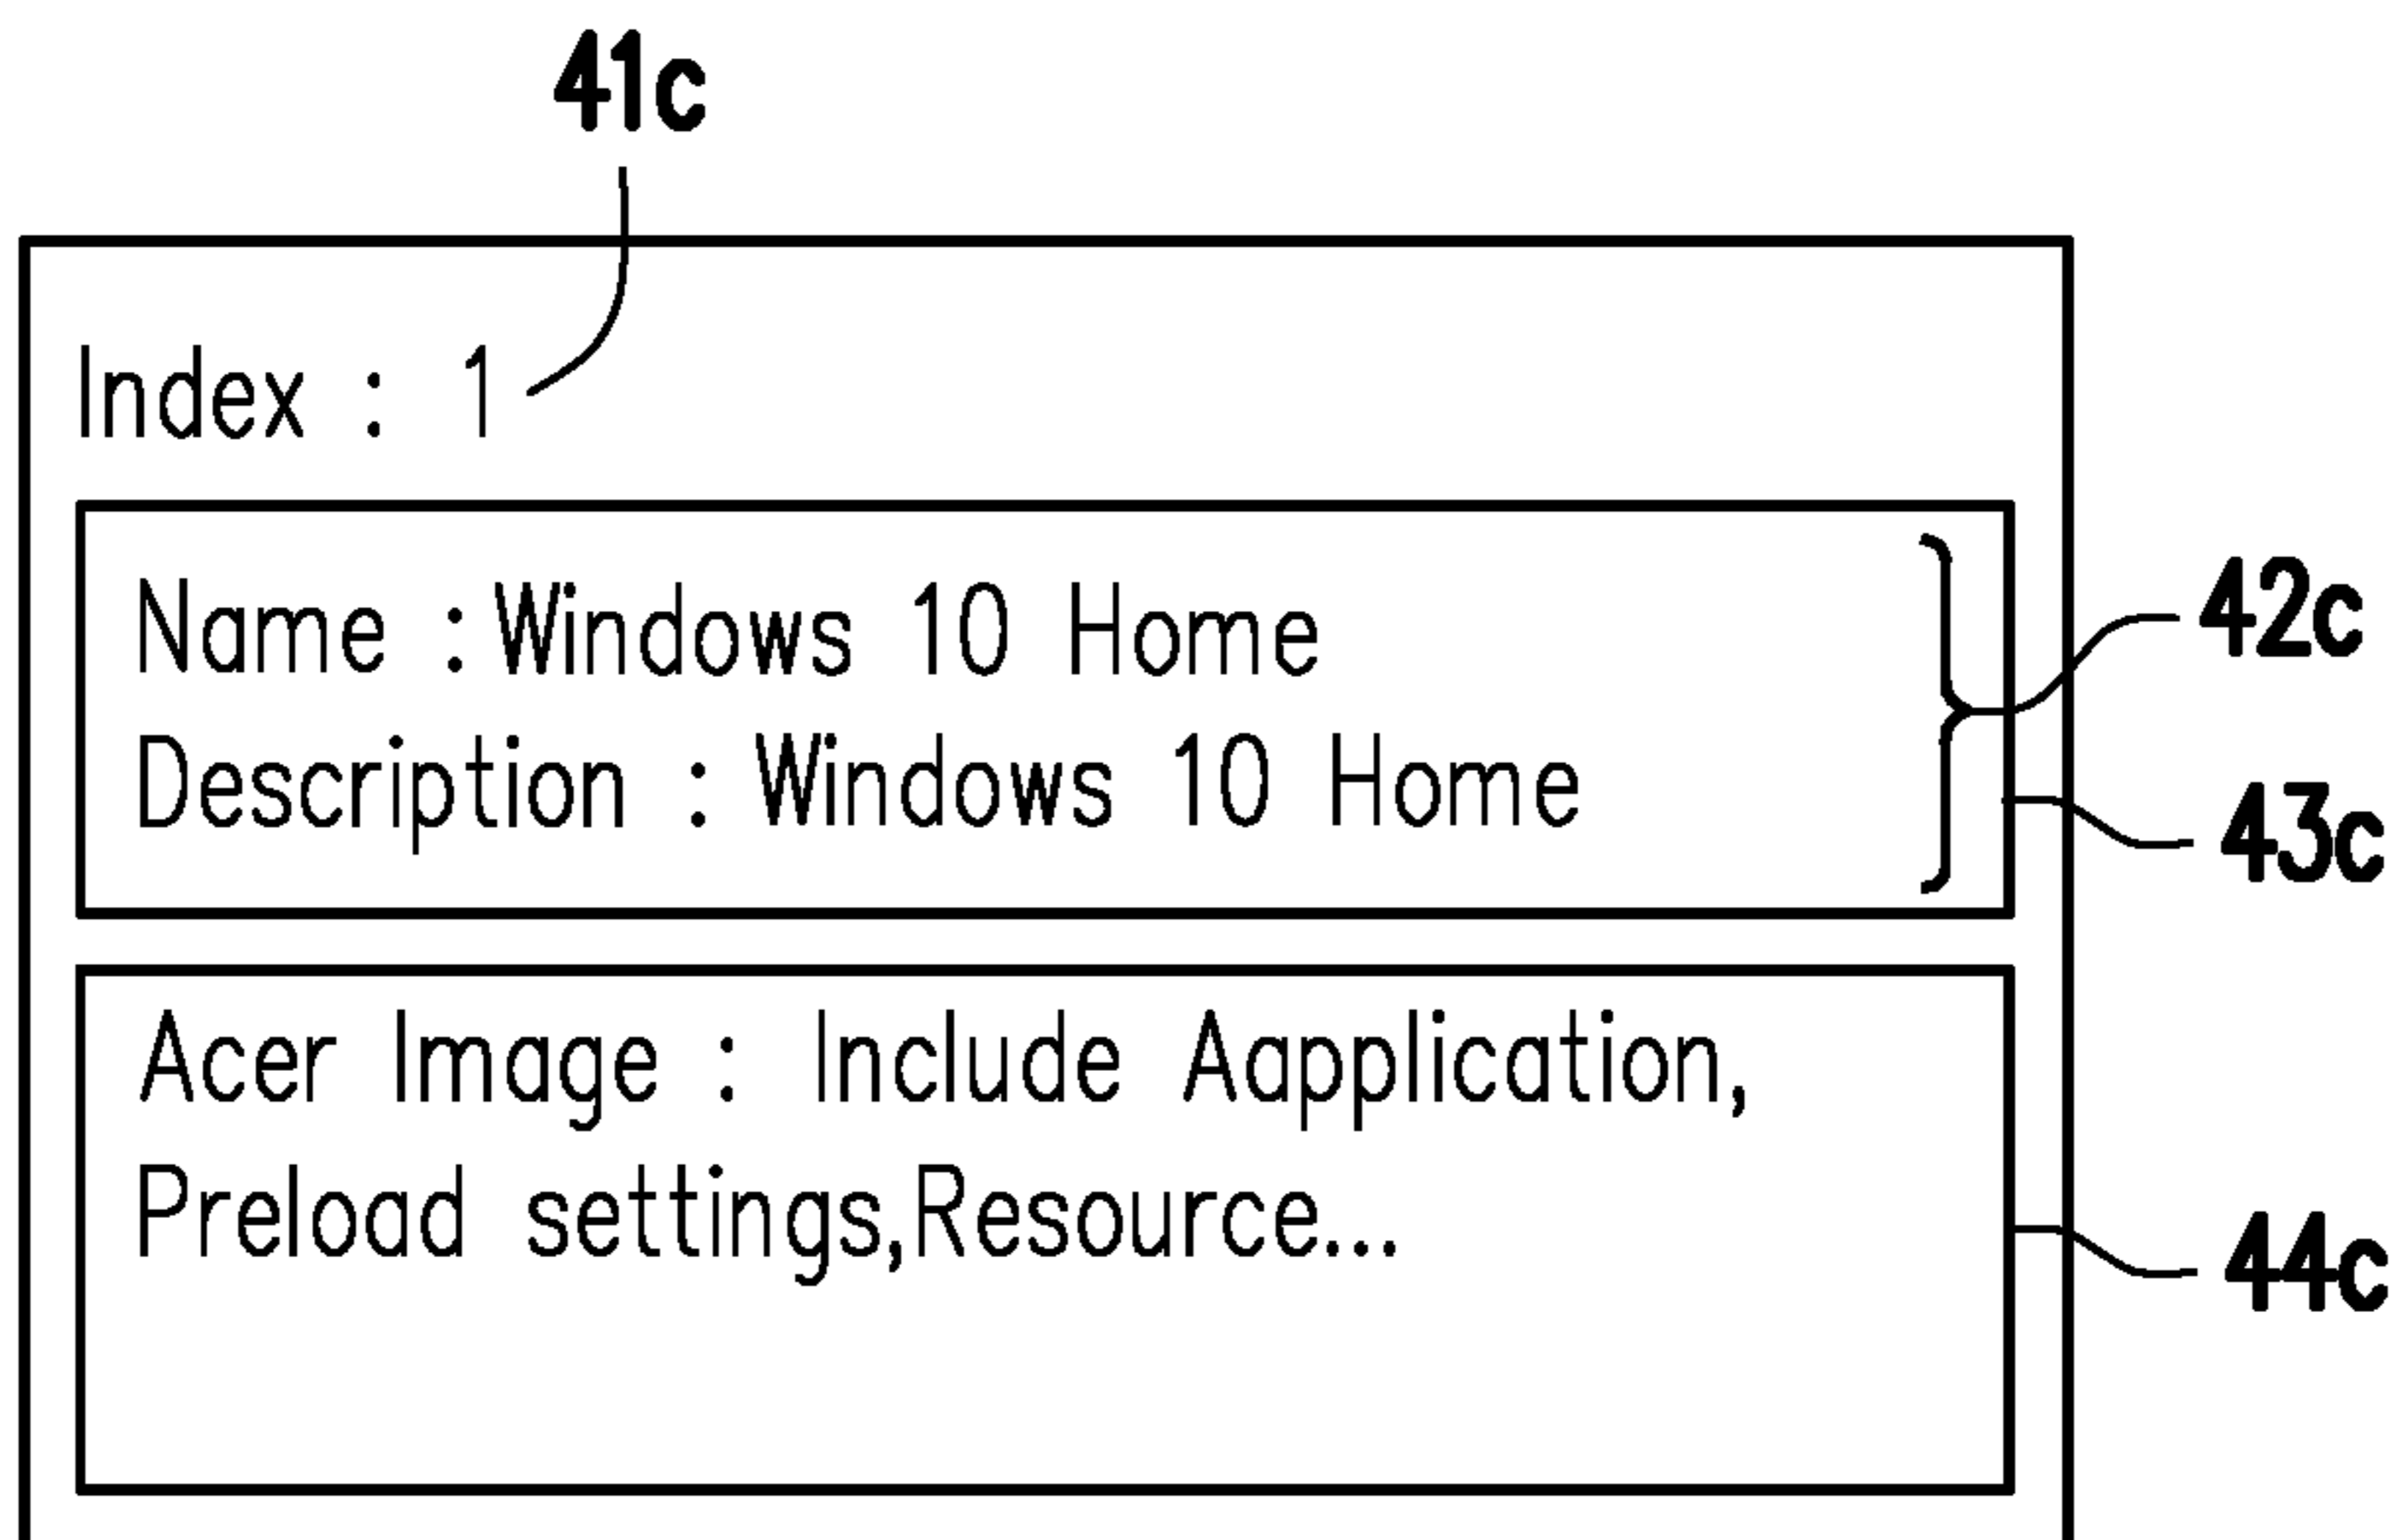 41c
Index : 1
Name : Windows 10 Home
42c
Description : Windows 10 Home
43c
Acer Image : Include Aapplication,
Preload settings,Resource...
44c